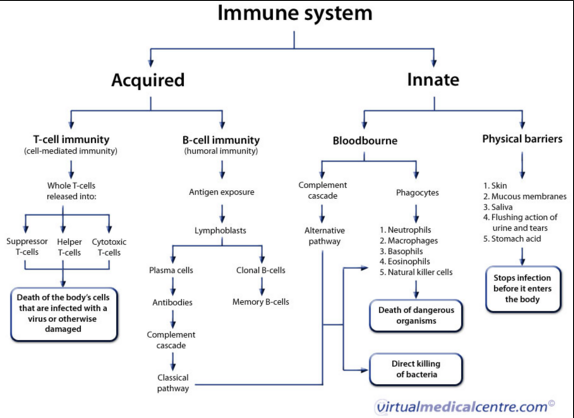 Immune system
Acquired
Innate
T-cell immunity
(cell-mediated immunity)
B-cell immunity
(humoral immunity)
Bloodbourne
Physical barriers
Whole T-cells
released into:
Antigen exposure
Complement
cascade
Phagocytes
1. Skin
2. Mucous membranes
3. Saliva
4. Flushing action of
urine and tears
5. Stomach acid
Suppressor
T-cells
Helper
T-cells
Cytotoxic
T-cells
Lymphoblasts
Alternative
pathway
1. Neutrophils
2. Macrophages
3. Basophils
4. Eosinophils
5. Natural killer cells
Plasma cells
Clonal B-cells
Stops infection
before it enters
the body
Death of the body's cells
that are infected with a
virus or otherwise
damaged
Antibodies
Memory B-cells
Death of dangerous
organisms
Complement
cascade
Direct killing
of bacteria
Classical
pathway
virtualmedicalcentre.com©